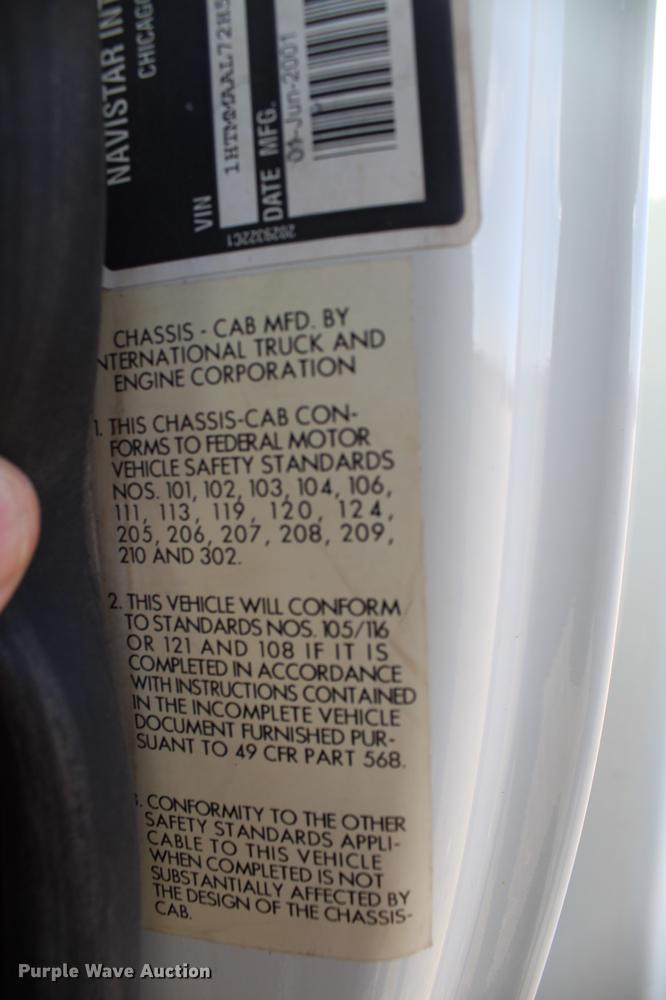 NAVISTAR INT
CHICAGO
VIN
1HTMMAAL72H5
DATE MFG.
01-Jun-2001
2029322C1
CHASSIS - CAB MFD. BY
INTERNATIONAL TRUCK AND
ENGINE CORPORATION
1. THIS CHASSIS-CAB CON-
FORMS TO FEDERAL MOTOR
VEHICLE SAFETY STANDARDS
NOS. 101, 102, 103, 104, 106,
111, 113, 119, 120, 124,
205, 206, 207, 208, 209,
210 AND 302.
2. THIS VEHICLE WILL CONFORM
TO STANDARDS NOS. 105/116
OR 121 AND 108 IF IT IS
COMPLETED IN ACCORDANCE
WITH INSTRUCTIONS CONTAINED
IN THE INCOMPLETE VEHICLE
DOCUMENT FURNISHED PUR-
SUANT TO 49 CFR PART 568.
3. CONFORMITY TO THE OTHER
SAFETY STANDARDS APPLI-
CABLE TO THIS VEHICLE
WHEN COMPLETED IS NOT
SUBSTANTIALLY AFFECTED BY
THE DESIGN OF THE CHASSIS-
CAB.
Purple Wave Auction